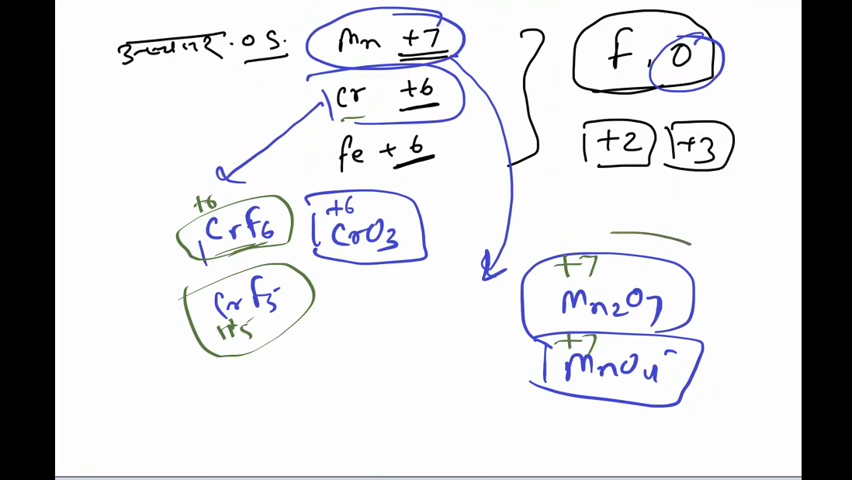 उच्चतर . O S. Mn +7
Cr +6
fe + 6
f, O
+2 +3
+6
CrF6
+6
CrO3
CrF5
+5
+7
Mn2O7
+7
MnO4-